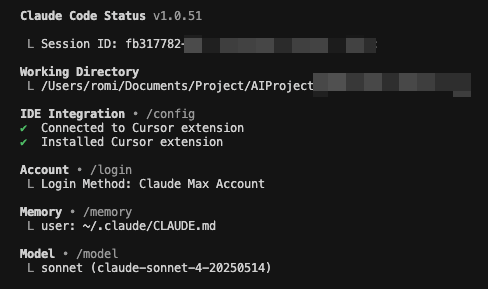 Claude Code Status v1.0.51
└ Session ID: fb317782-
Working Directory
└ /Users/romi/Documents/Project/AIProject
IDE Integration • /config
✔ Connected to Cursor extension
✔ Installed Cursor extension
Account • /login
└ Login Method: Claude Max Account
Memory • /memory
└ user: ~/.claude/CLAUDE.md
Model • /model
└ sonnet (claude-sonnet-4-20250514)